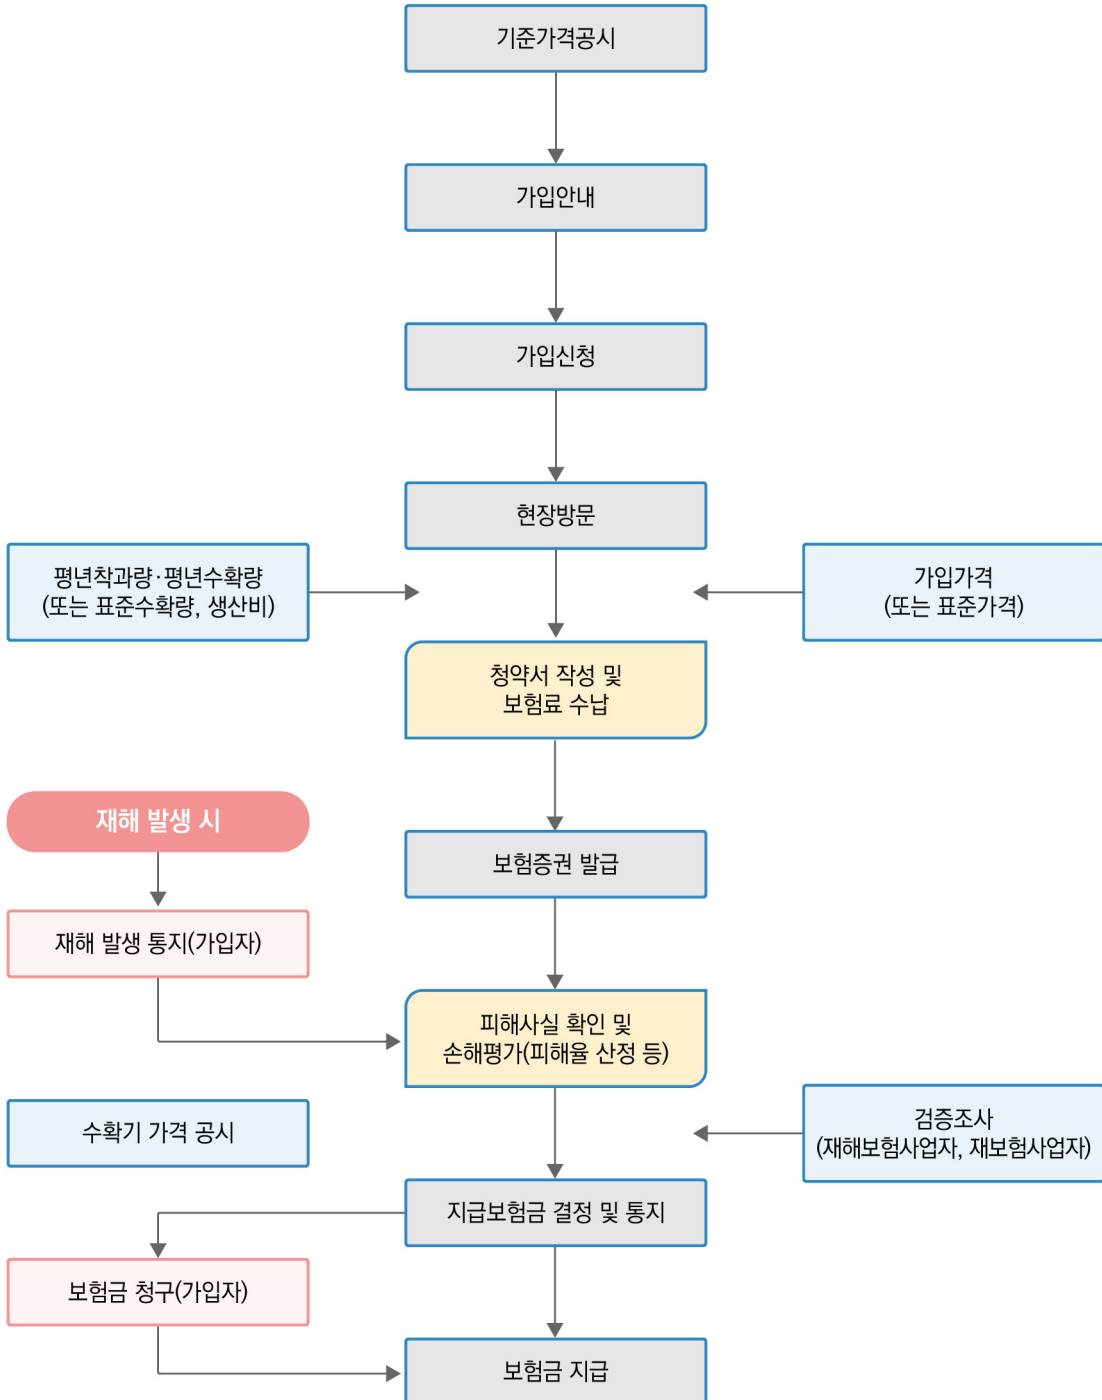 기준가격공시
가입안내
가입신청
현장방문
평년착과량·평년수확량
(또는 표준수확량, 생산비)
가입가격
(또는 표준가격)
청약서 작성 및
보험료 수납
재해 발생 시
보험증권 발급
재해 발생 통지(가입자)
피해사실 확인 및
손해평가(피해율 산정 등)
수확기 가격 공시
검증조사
(재해보험사업자, 재보험사업자)
지급보험금 결정 및 통지
보험금 청구(가입자)
보험금 지급